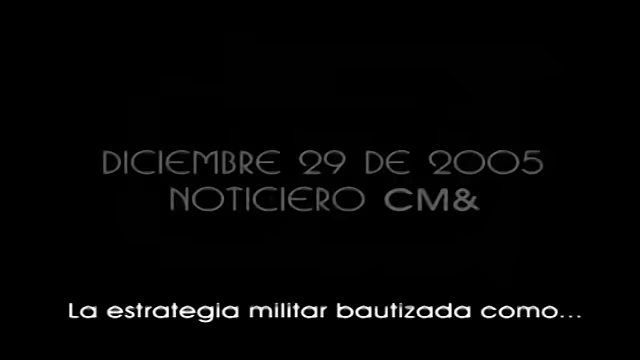 DICIEMBRE 29 DE 2005
NOTICIERO CM&
La estrategia militar bautizada como...